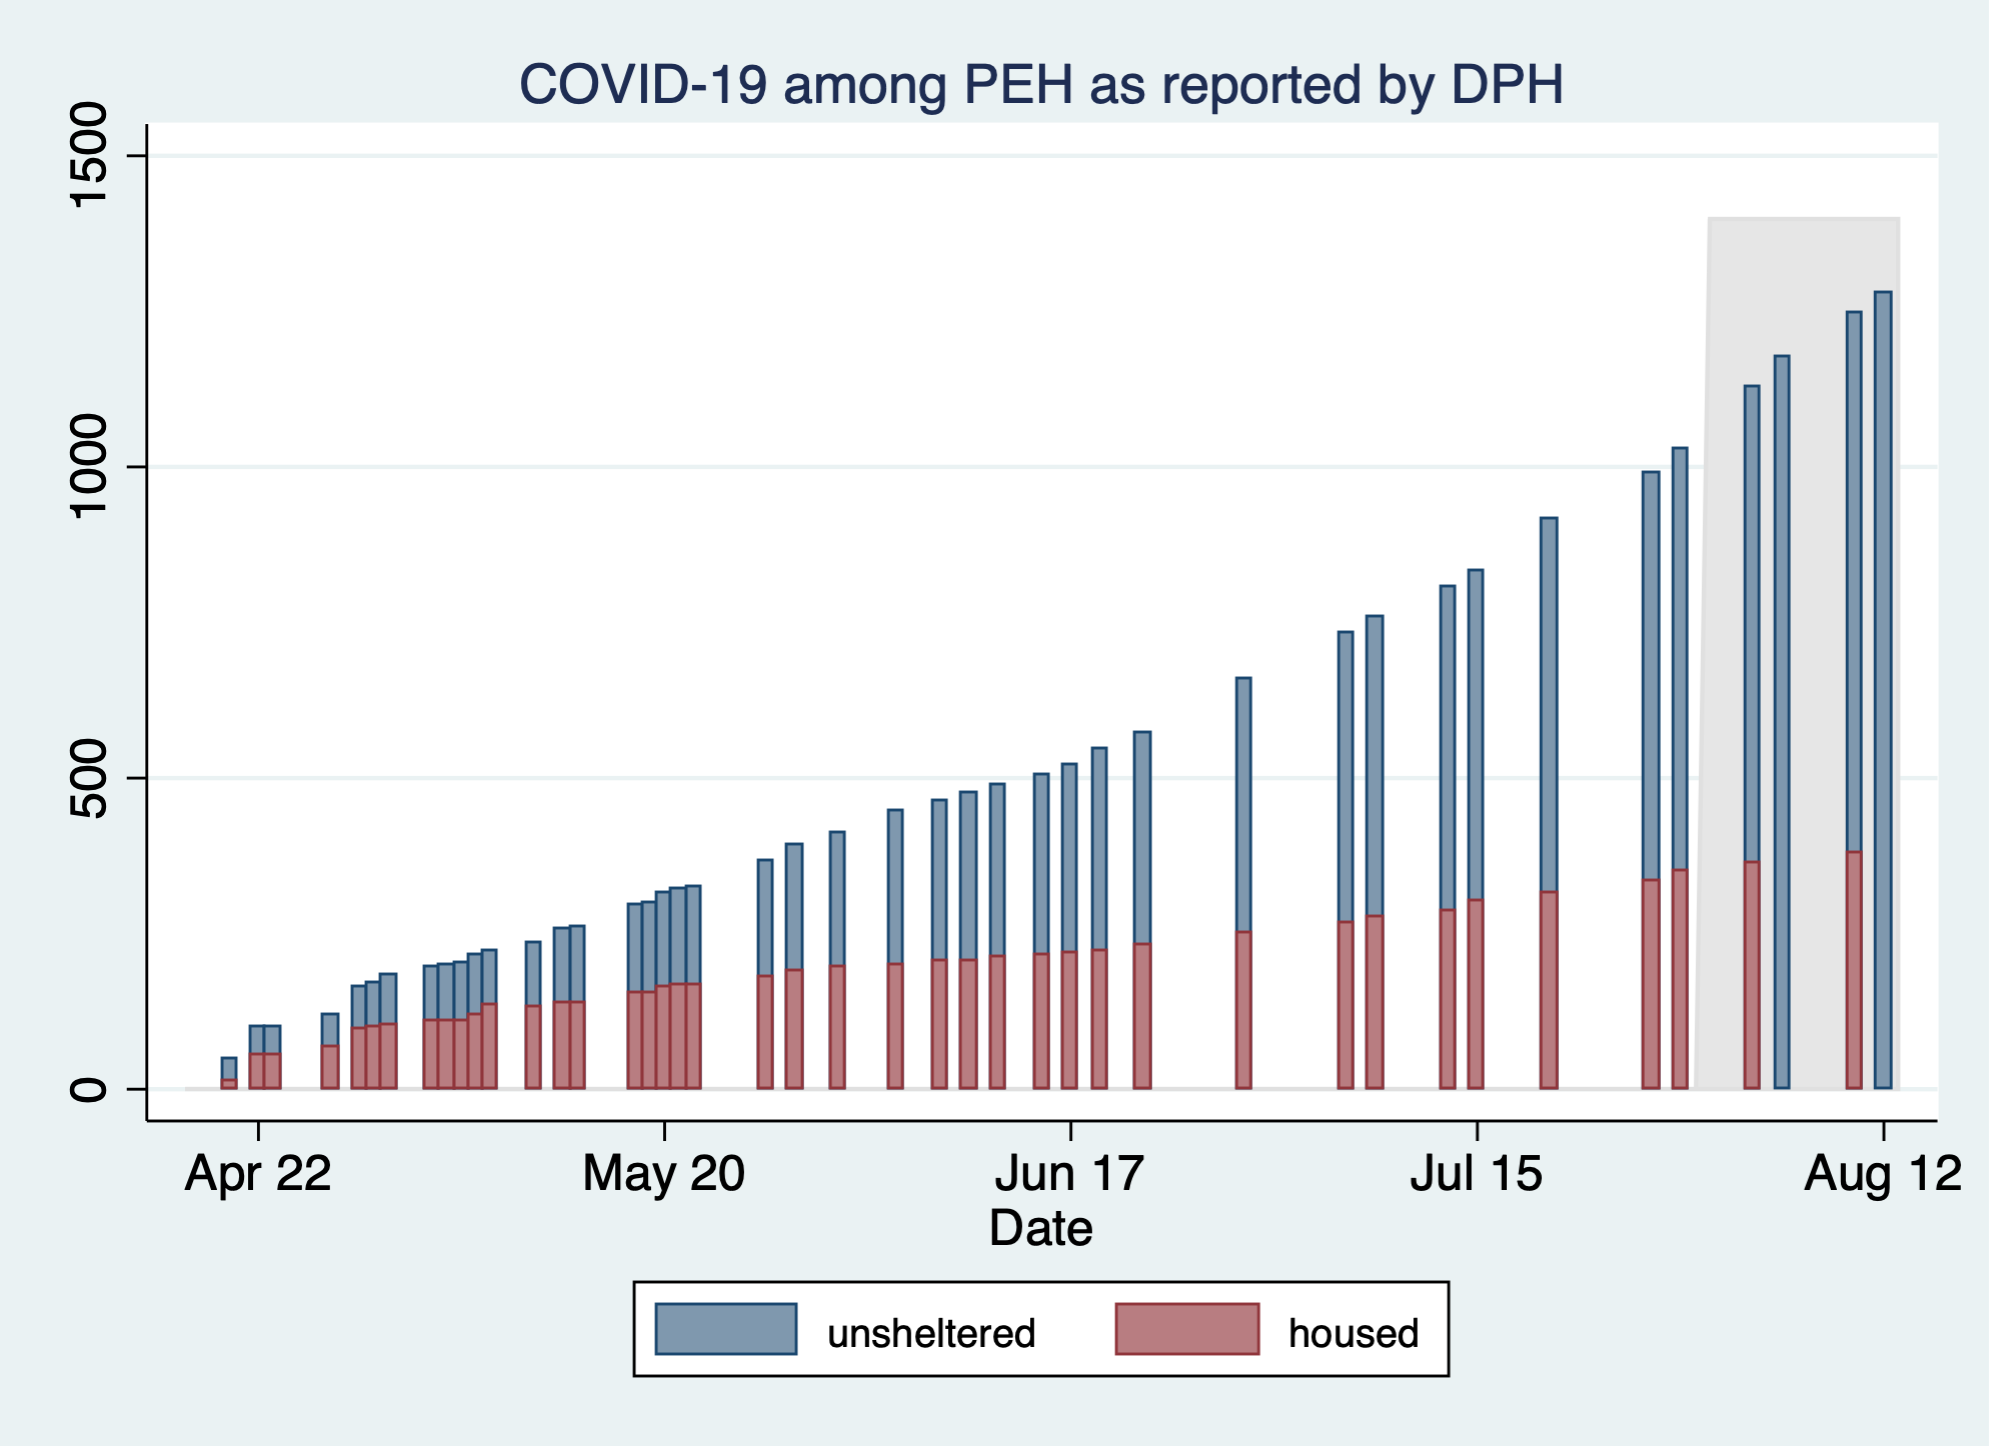 COVID-19 among PEH as reported by DPH
1500
1000
500
0
Apr 22 May 20 Jun 17 Jul 15 Aug 12
Date
unsheltered housed